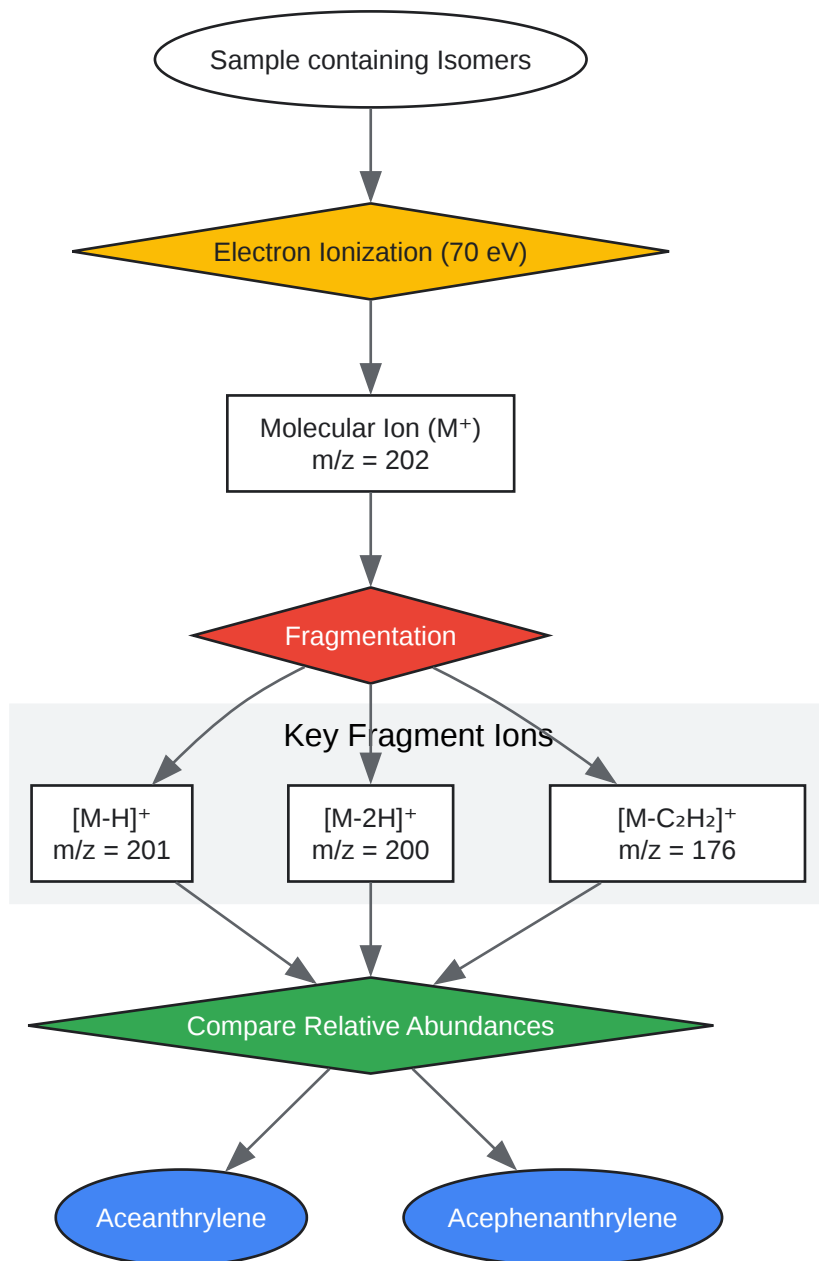 Sample containing Isomers
Electron Ionization (70 eV)
Molecular Ion (M⁺)
m/z = 202
Fragmentation
Key Fragment Ions
[M-H]⁺
m/z = 201
[M-2H]⁺
m/z = 200
[M-C₂H₂]⁺
m/z = 176
Compare Relative Abundances
Aceanthrylene
Acephenanthrylene